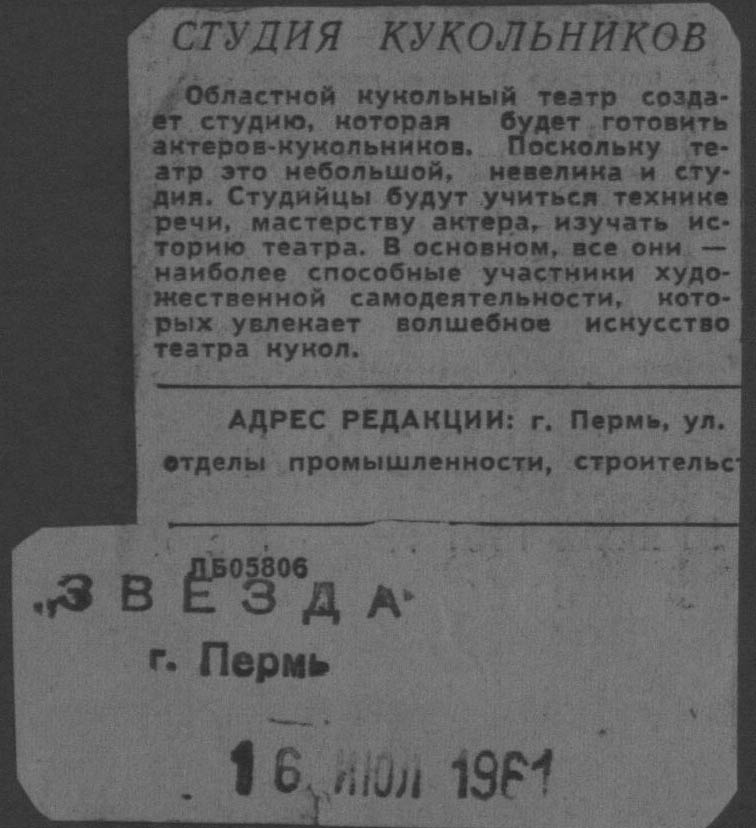 СТУДИЯ КУКОЛЬНИКОВ
Областной кукольный театр созда-
ет студию, которая будет готовить
актеров-кукольников. Поскольку те-
атр это небольшой, невелика и сту-
дия. Студийцы будут учиться технике
речи, мастерству актера, изучать ис-
торию театра. В основном, все они —
наиболее способные участники худо-
жественной самодеятельности, кото-
рых увлекает волшебное искусство
театра кукол.
АДРЕС РЕДАКЦИИ: г. Пермь, ул.
отделы промышленности, строительс
ЛБ05806
„ЗВЕЗДА"
г. Пермь
16 ИЮЛ 1961